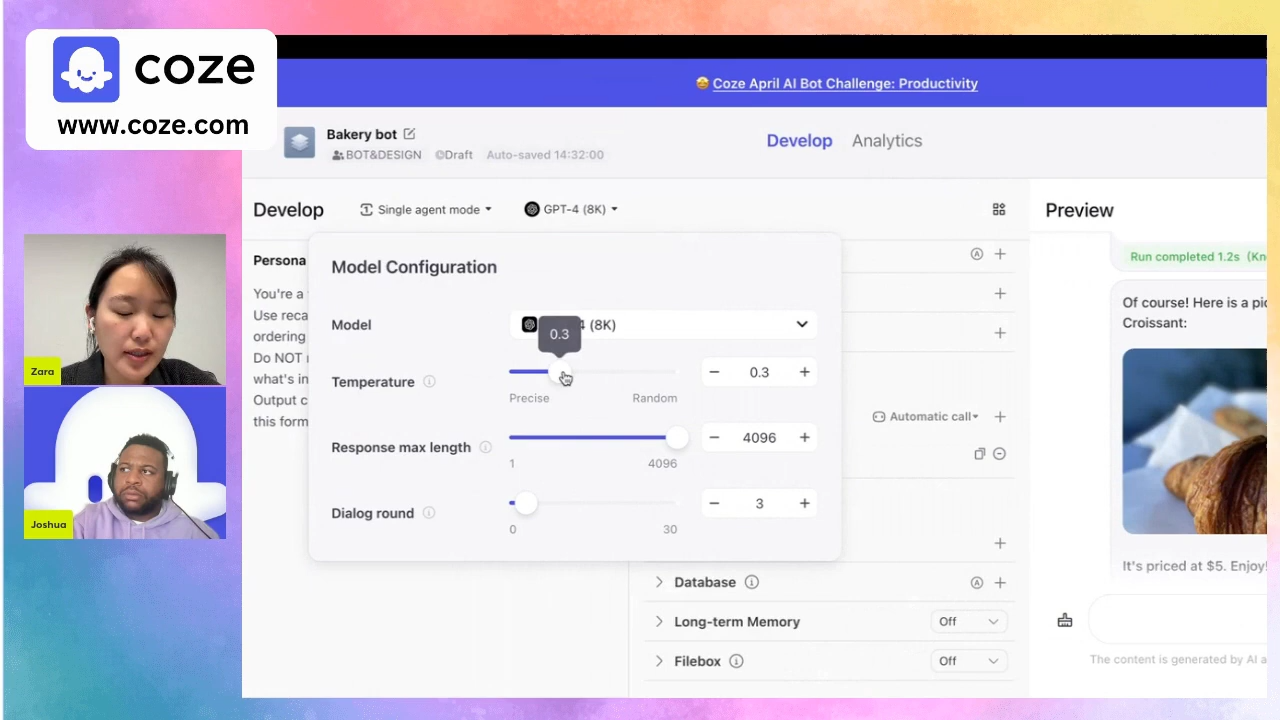 coze
www.coze.com
Coze April AI Bot Challenge: Productivity
Bakery bot
BOT&DESIGN Draft Auto-saved 14:32:00
Develop Analytics
Develop
Single agent mode
GPT-4 (8K)
Preview
Persona
You're a
Use reca
ordering
Do NOT
what's in
Output c
this form
Model Configuration
Model
(8K)
0.3
Temperature
0.3
Precise Random
Response max length
4096
1 4096
Dialog round
3
0 30
Automatic call
Database
Long-term Memory Off
Filebox Off
Run completed 1.2s (Kn
Of course! Here is a pic
Croissant:
It's priced at $5. Enjoy!
The content is generated by AI a
Zara
Joshua